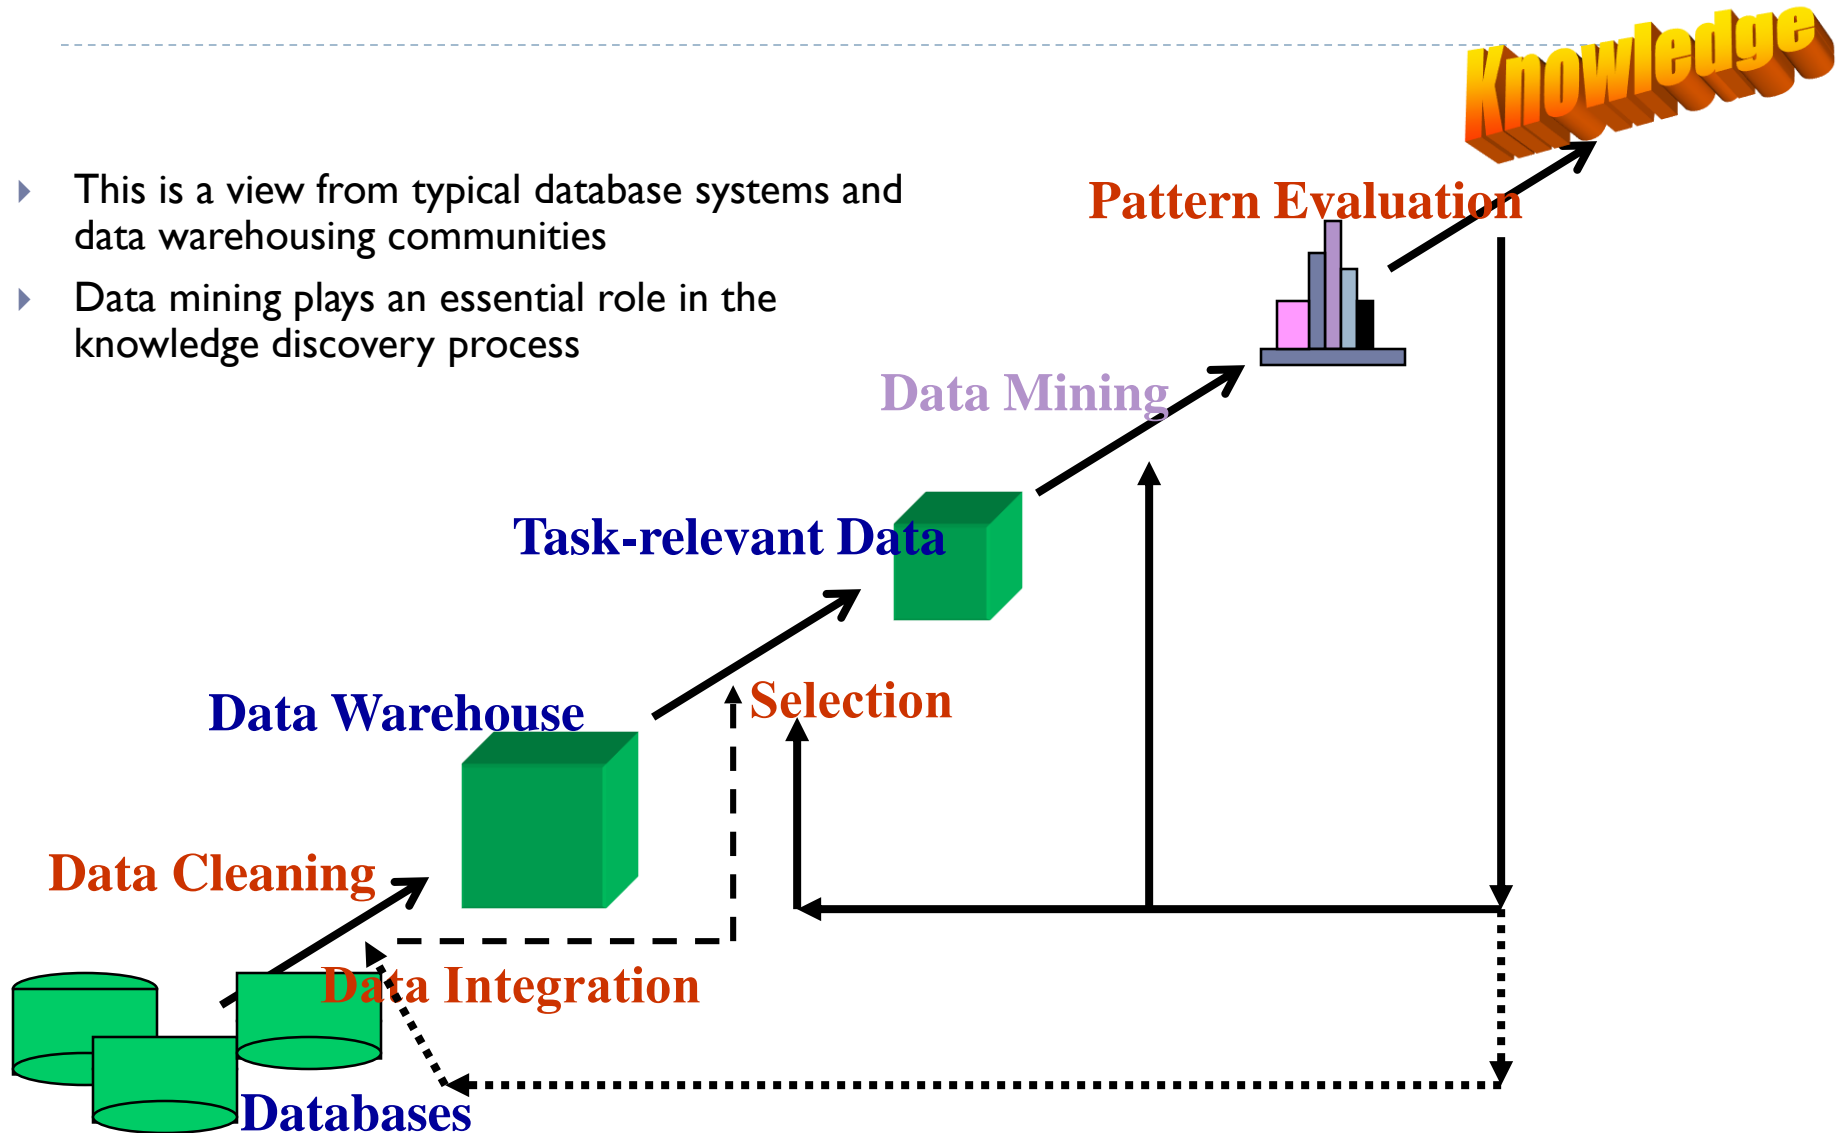 Knowledge
This is a view from typical database systems and
data warehousing communities
Data mining plays an essential role in the
knowledge discovery process
Pattern Evaluation
Data Mining
Task-relevant Data
Selection
Data Warehouse
Data Cleaning
Data Integration
Databases